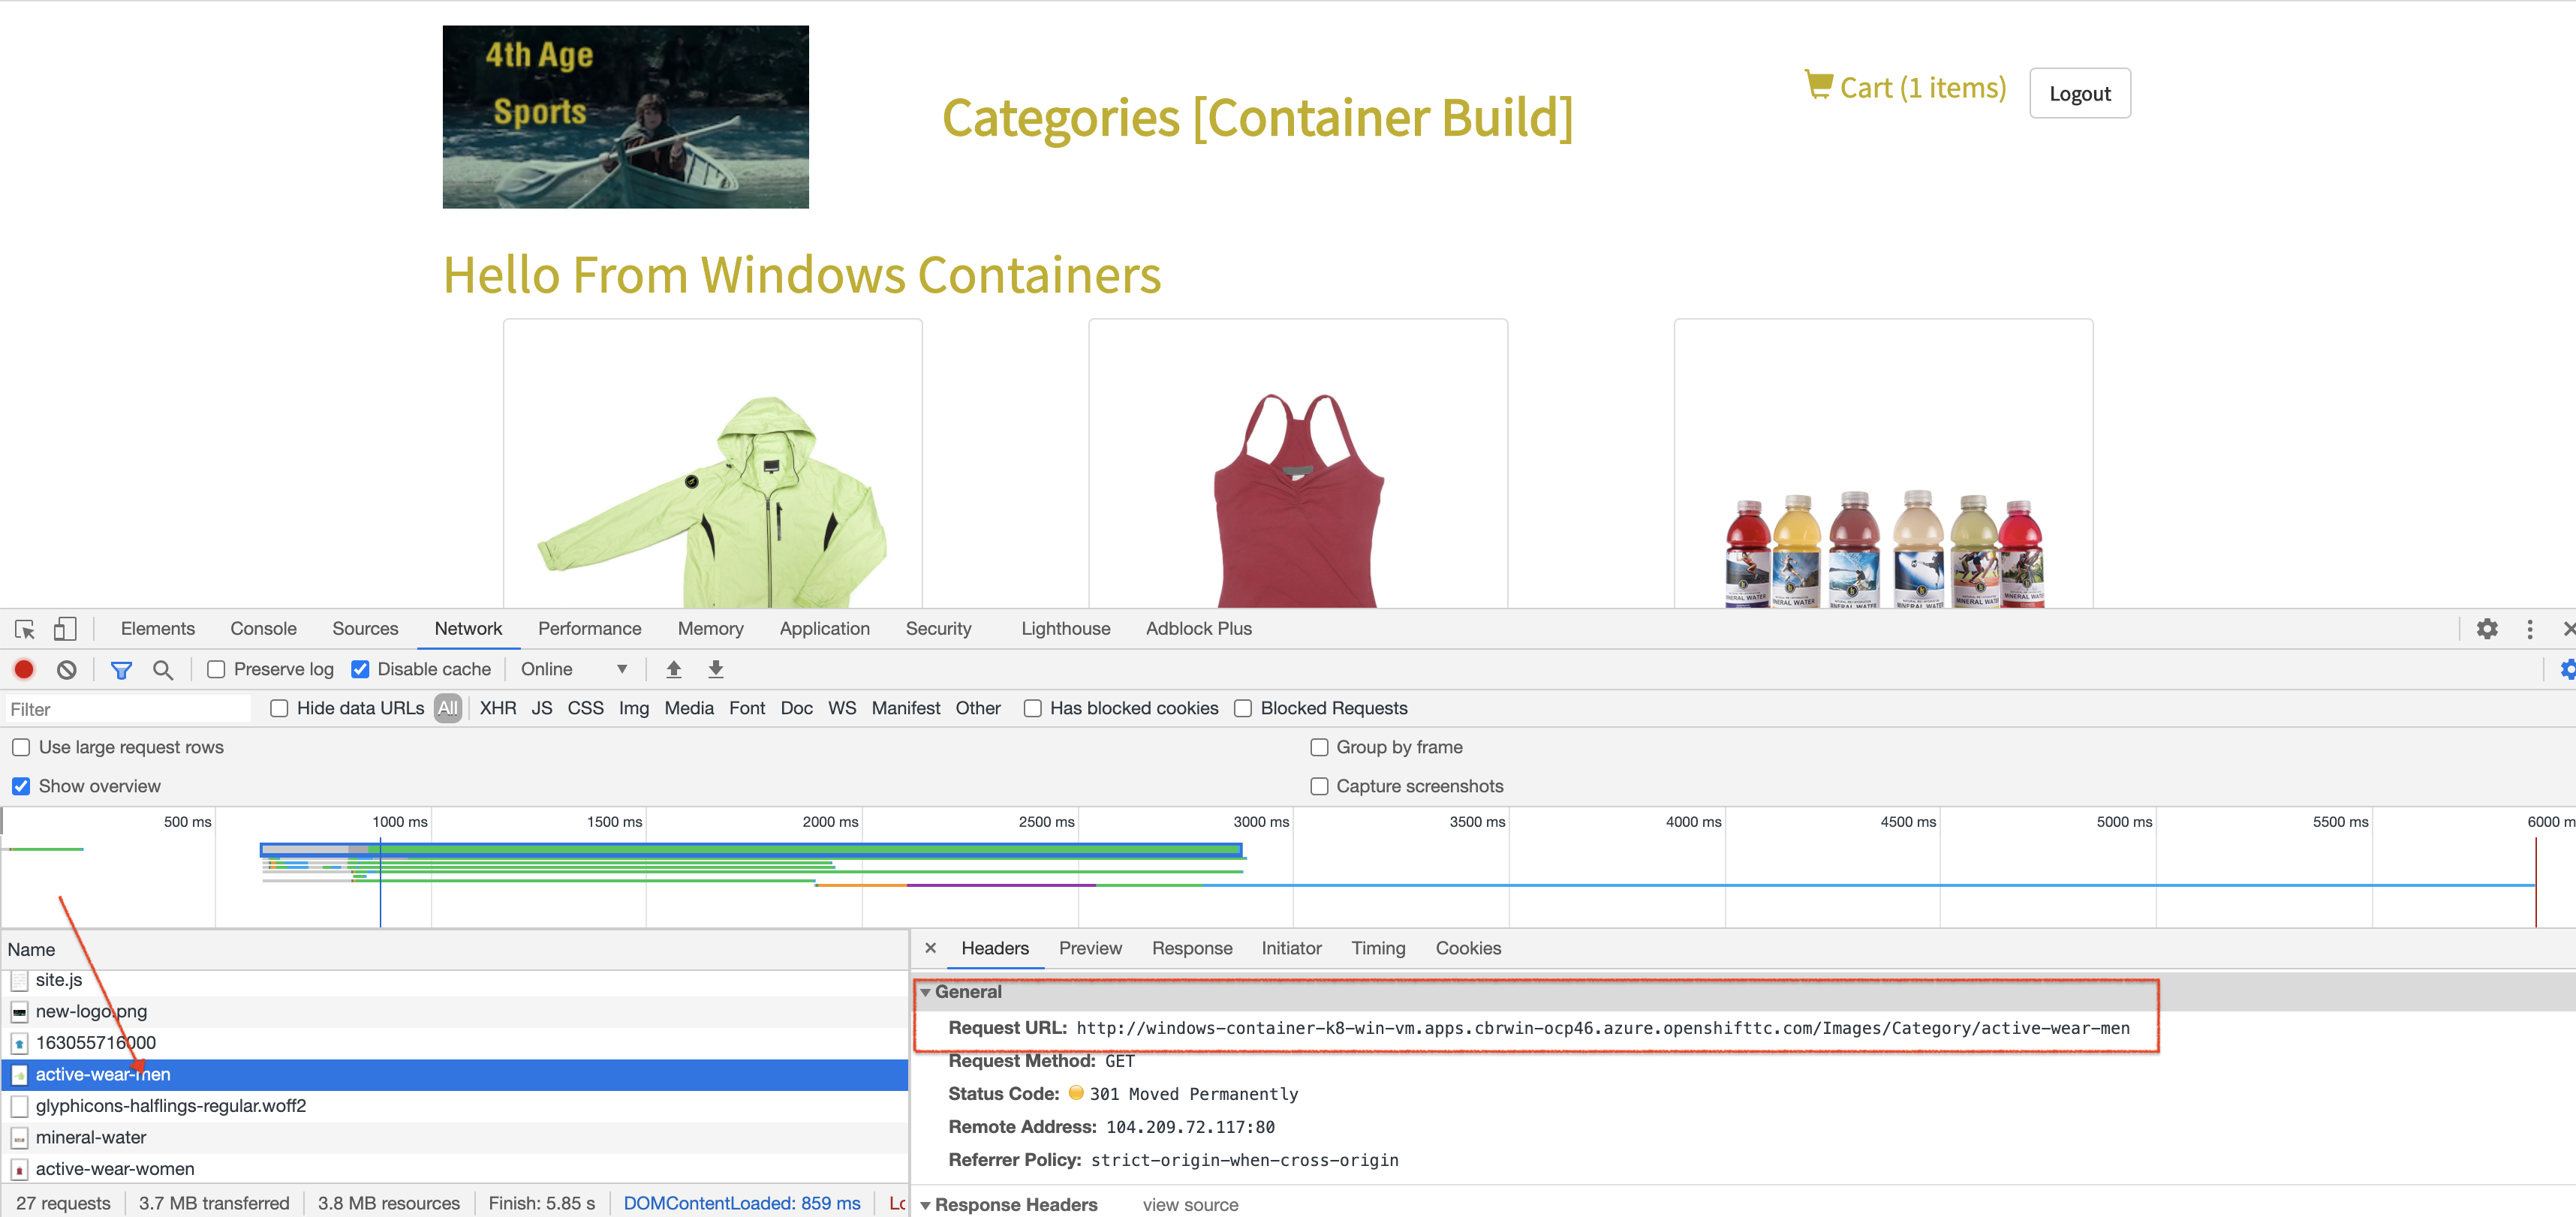 4th Age
Sports
Categories [Container Build]
Cart (1 items)
Logout
Hello From Windows Containers
MINERAL WATER
MINERAL WATER
MINERAL WATER
Elements Console Sources Network Performance Memory Application Security Lighthouse Adblock Plus
Preserve log Disable cache Online
Filter Hide data URLs All XHR JS CSS Img Media Font Doc WS Manifest Other Has blocked cookies Blocked Requests
Use large request rows Group by frame
Show overview Capture screenshots
500 ms 1000 ms 1500 ms 2000 ms 2500 ms 3000 ms 3500 ms 4000 ms 4500 ms 5000 ms 5500 ms 6000 m
Name
site.js
new-logo.png
163055716000
active-wear-men
glyphicons-halflings-regular.woff2
mineral-water
active-wear-women
27 requests 3.7 MB transferred 3.8 MB resources Finish: 5.85 s DOMContentLoaded: 859 ms Lo
Headers Preview Response Initiator Timing Cookies
General
Request URL: http://windows-container-k8-win-vm.apps.cbrwin-ocp46.azure.openshifttc.com/Images/Category/active-wear-men
Request Method: GET
Status Code: 301 Moved Permanently
Remote Address: 104.209.72.117:80
Referrer Policy: strict-origin-when-cross-origin
Response Headers view source